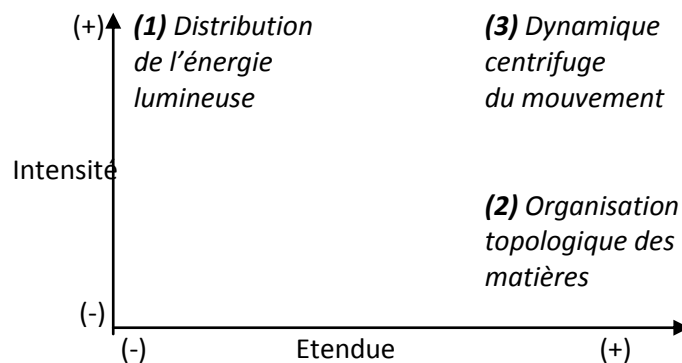 (+)
(1) Distribution
de l’énergie
lumineuse
(3) Dynamique
centrifuge
du mouvement
Intensité
(2) Organisation
topologique des
matières
(-)
(-)
Etendue
(+)